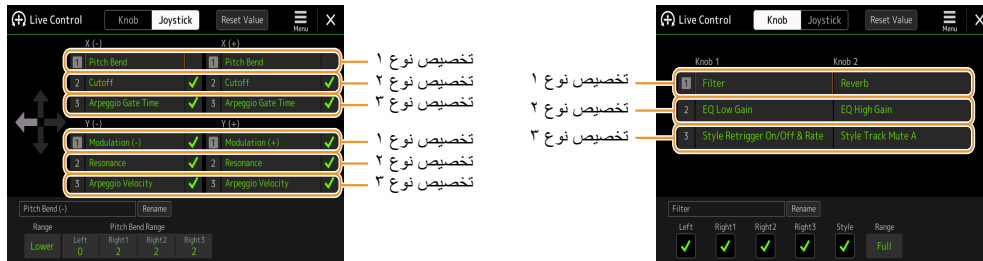 Live Control Knob Joystick Reset Value Menu X
X (-) X (+)
1 Pitch Bend 1 Pitch Bend
2 Cutoff ✓ 2 Cutoff ✓
3 Arpeggio Gate Time ✓ 3 Arpeggio Gate Time ✓
Y (-) Y (+)
1 Modulation (-) ✓ 1 Modulation (+) ✓
2 Resonance ✓ 2 Resonance ✓
3 Arpeggio Velocity ✓ 3 Arpeggio Velocity ✓
Pitch Bend (-) Rename
Range Pitch Bend Range
Lower Left Right1 Right2 Right3
0 2 2 2
تخصيص نوع ١
تخصيص نوع ٢
تخصيص نوع ٣
تخصيص نوع ١
تخصيص نوع ٢
تخصيص نوع ٣
Live Control Knob Joystick Reset Value Menu X
Knob 1 Knob 2
1 Filter Reverb
2 EQ Low Gain EQ High Gain
3 Style Retrigger On/Off & Rate Style Track Mute A
Filter Rename
Left Right1 Right2 Right3 Style Range
✓ ✓ ✓ ✓ ✓ Full
تخصيص نوع ١
تخصيص نوع ٢
تخصيص نوع ٣